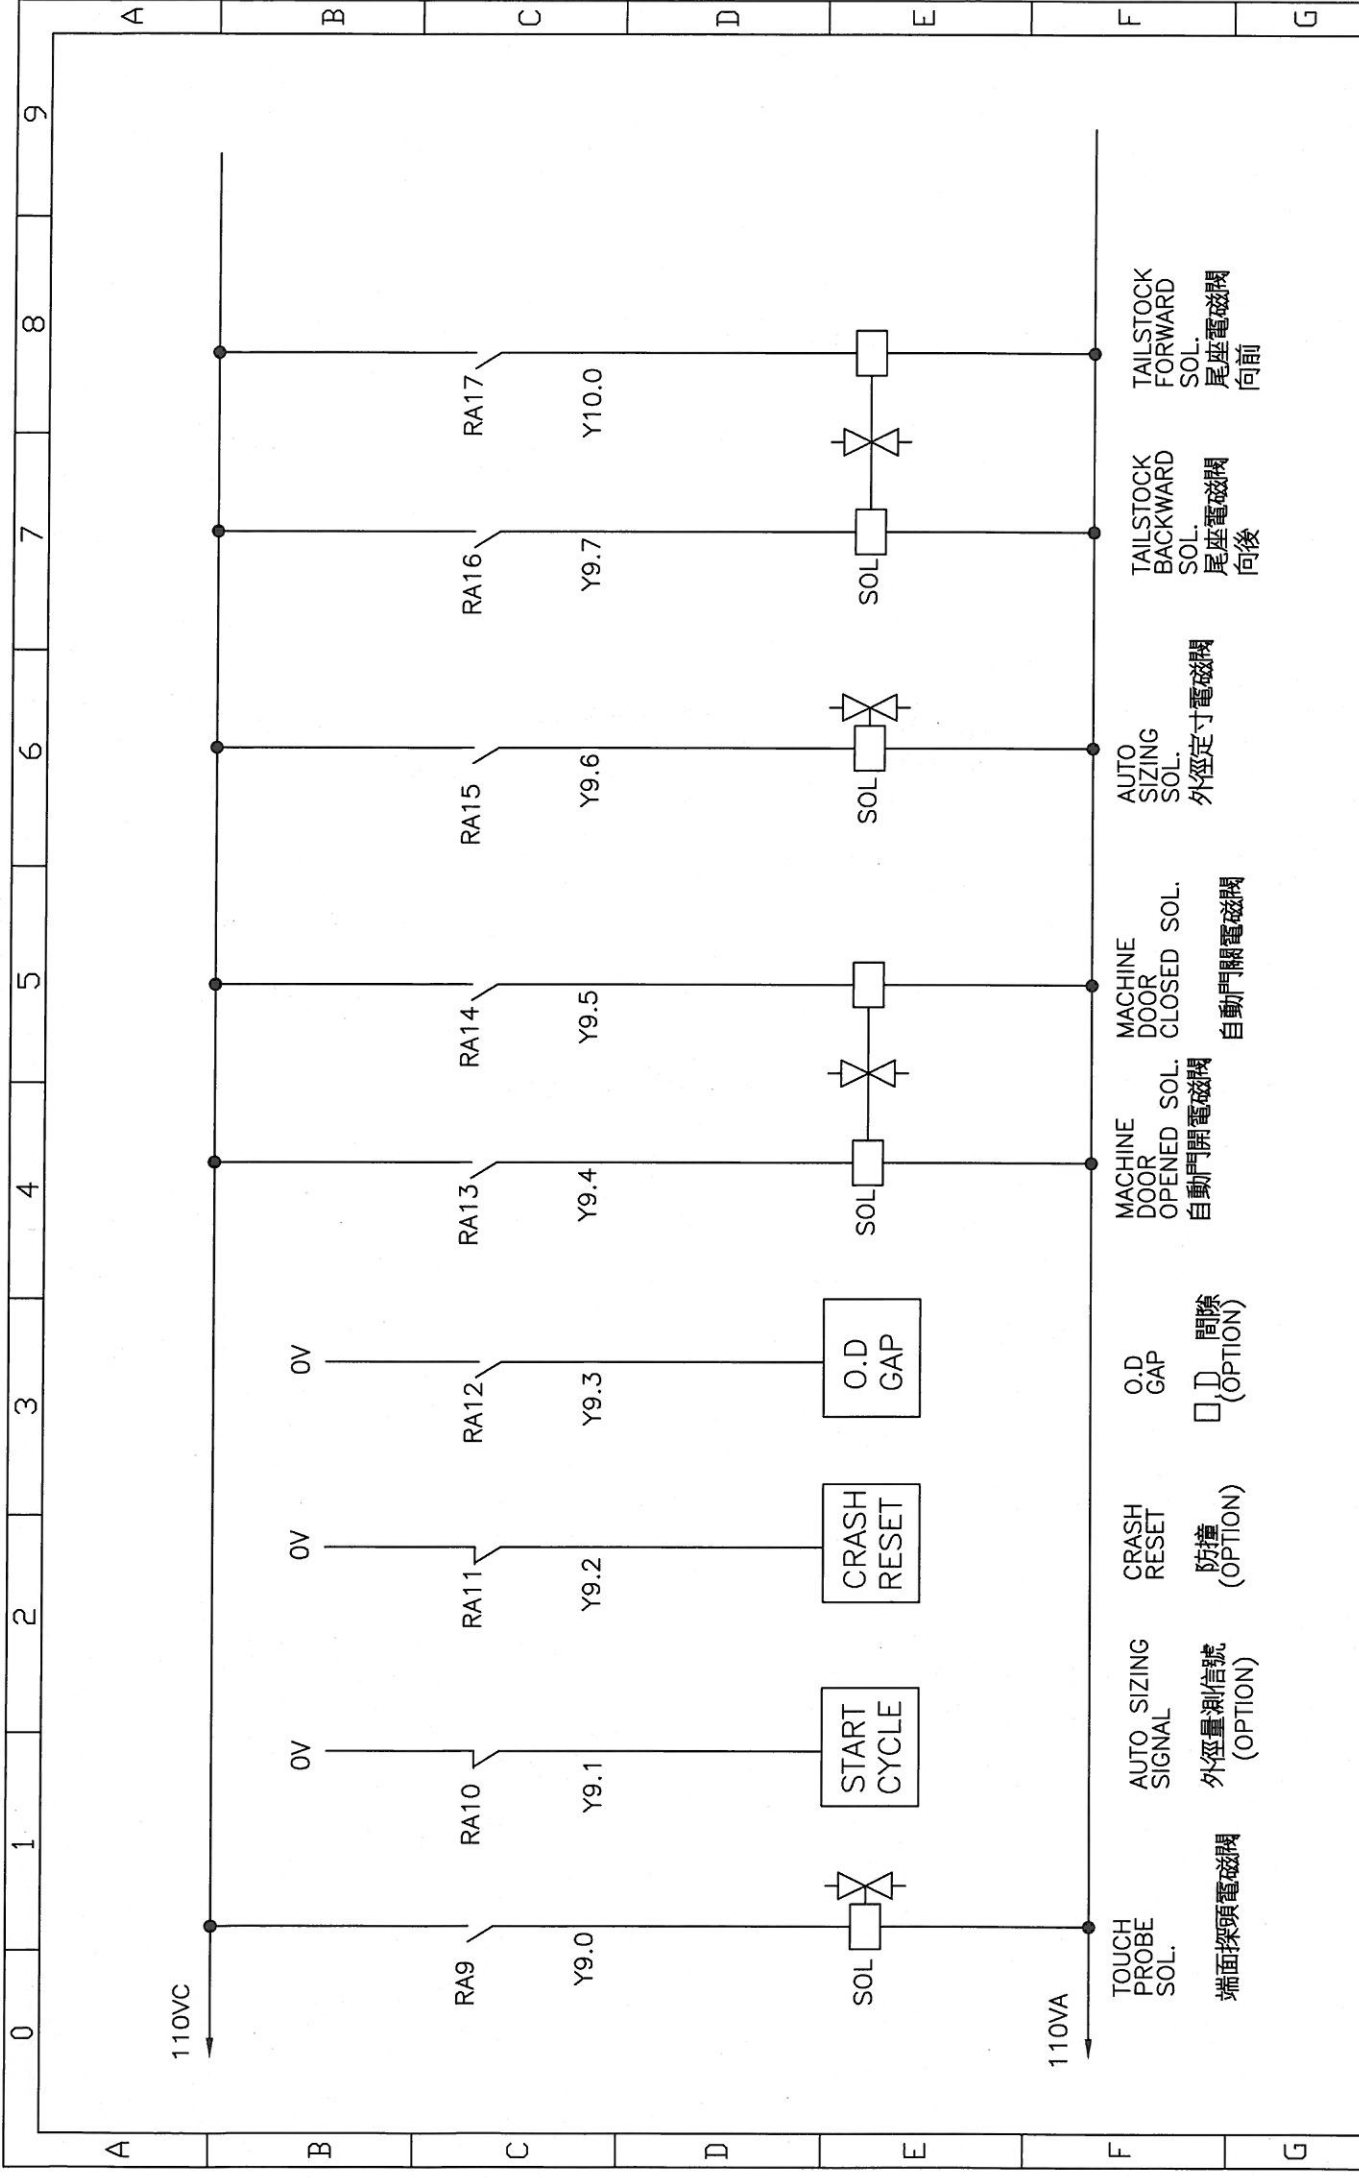 0 1 2 3 4 5 6 7 8 9
A
B
C
D
E
F
G
A
B
C
D
E
F
G
110VC
0V
0V
0V
RA9
RA10
RA11
RA12
RA13
RA14
RA15
RA16
RA17
Y9.0
Y9.1
Y9.2
Y9.3
Y9.4
Y9.5
Y9.6
Y9.7
Y10.0
SOL
START
CYCLE
CRASH
RESET
O.D
GAP
SOL
SOL
SOL
110VA
TOUCH
PROBE
SOL.
端面探頭電磁閥
AUTO SIZING
SIGNAL
外徑量測信號
(OPTION)
CRASH
RESET
防撞
(OPTION)
O.D
GAP
O.D 間隙
(OPTION)
MACHINE
DOOR
OPENED SOL.
自動門開電磁閥
MACHINE
DOOR
CLOSED SOL.
自動門關電磁閥
AUTO
SIZING
SOL.
外徑定寸電磁閥
TAILSTOCK
BACKWARD
SOL.
尾座電磁閥
向後
TAILSTOCK
FORWARD
SOL.
尾座電磁閥
向前